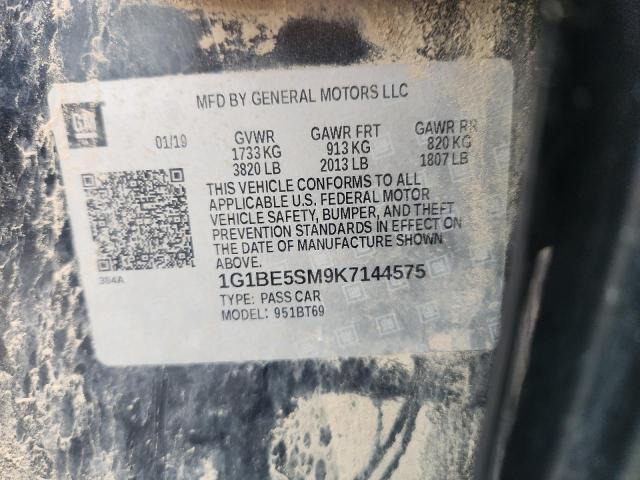 MFD BY GENERAL MOTORS LLC
GM
01/19 GVWR GAWR FRT GAWR RR
1733 KG 913 KG 820 KG
3820 LB 2013 LB 1807 LB
THIS VEHICLE CONFORMS TO ALL
APPLICABLE U.S. FEDERAL MOTOR
VEHICLE SAFETY, BUMPER, AND THEFT
PREVENTION STANDARDS IN EFFECT ON
THE DATE OF MANUFACTURE SHOWN
ABOVE.
384A
1G1BE5SM9K7144575
TYPE: PASS CAR
MODEL: 951BT69